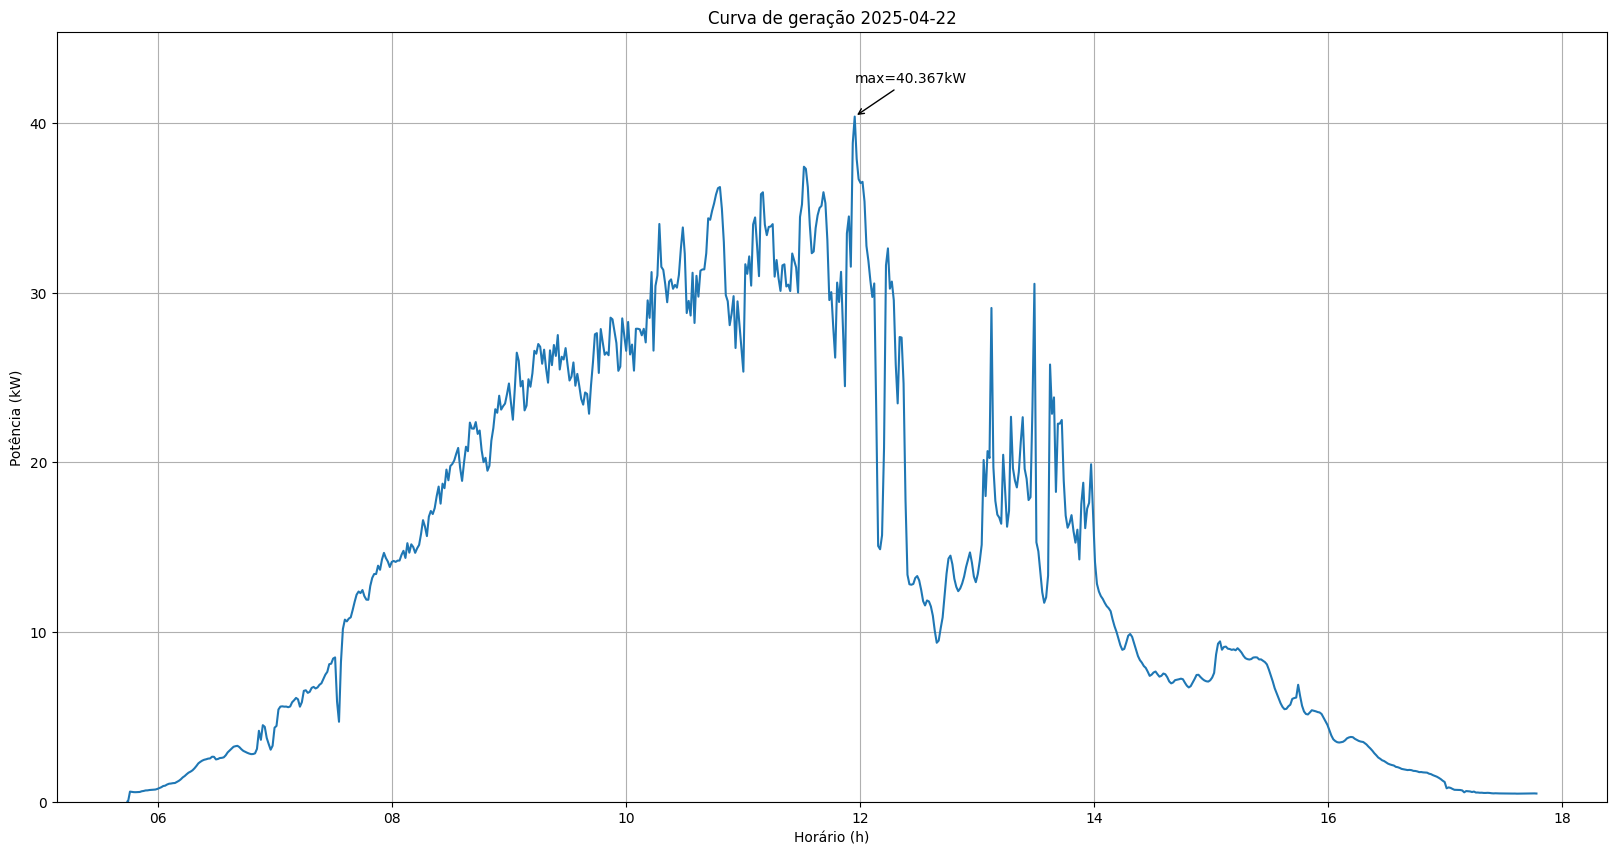 Curva de geração 2025-04-22
max=40.367kW
Potência (kW)
40
30
20
10
0
06 08 10 12 14 16 18
Horário (h)